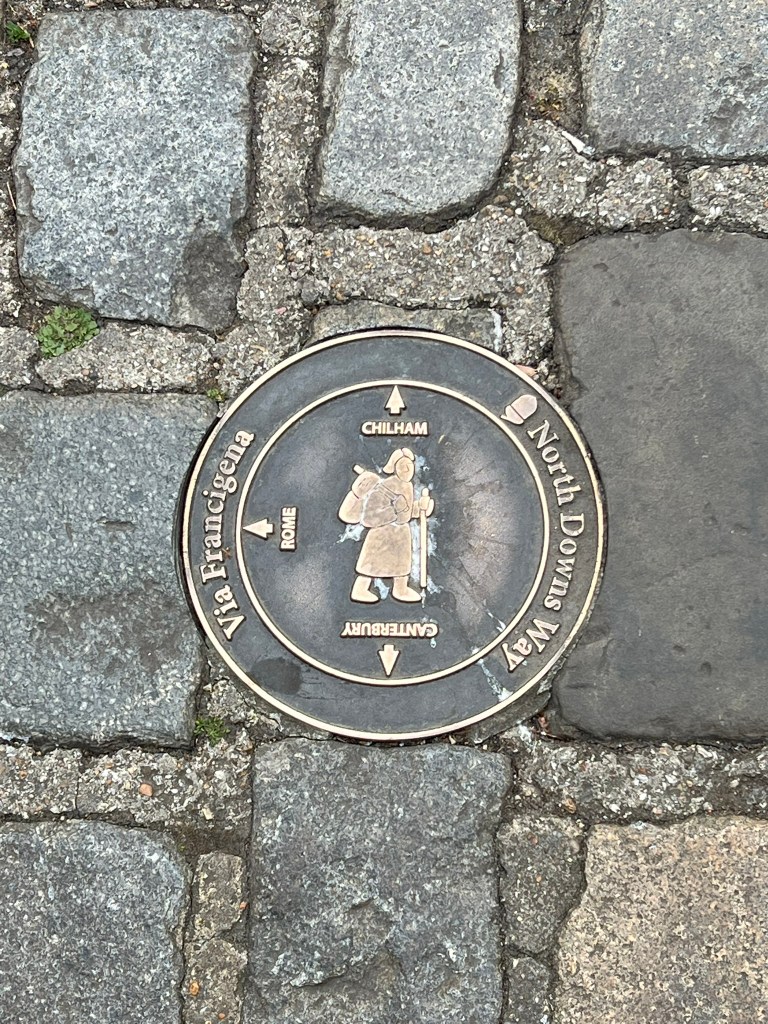 Via Francigena
North Downs Way
CHILHAM
ROME
CANTERBURY